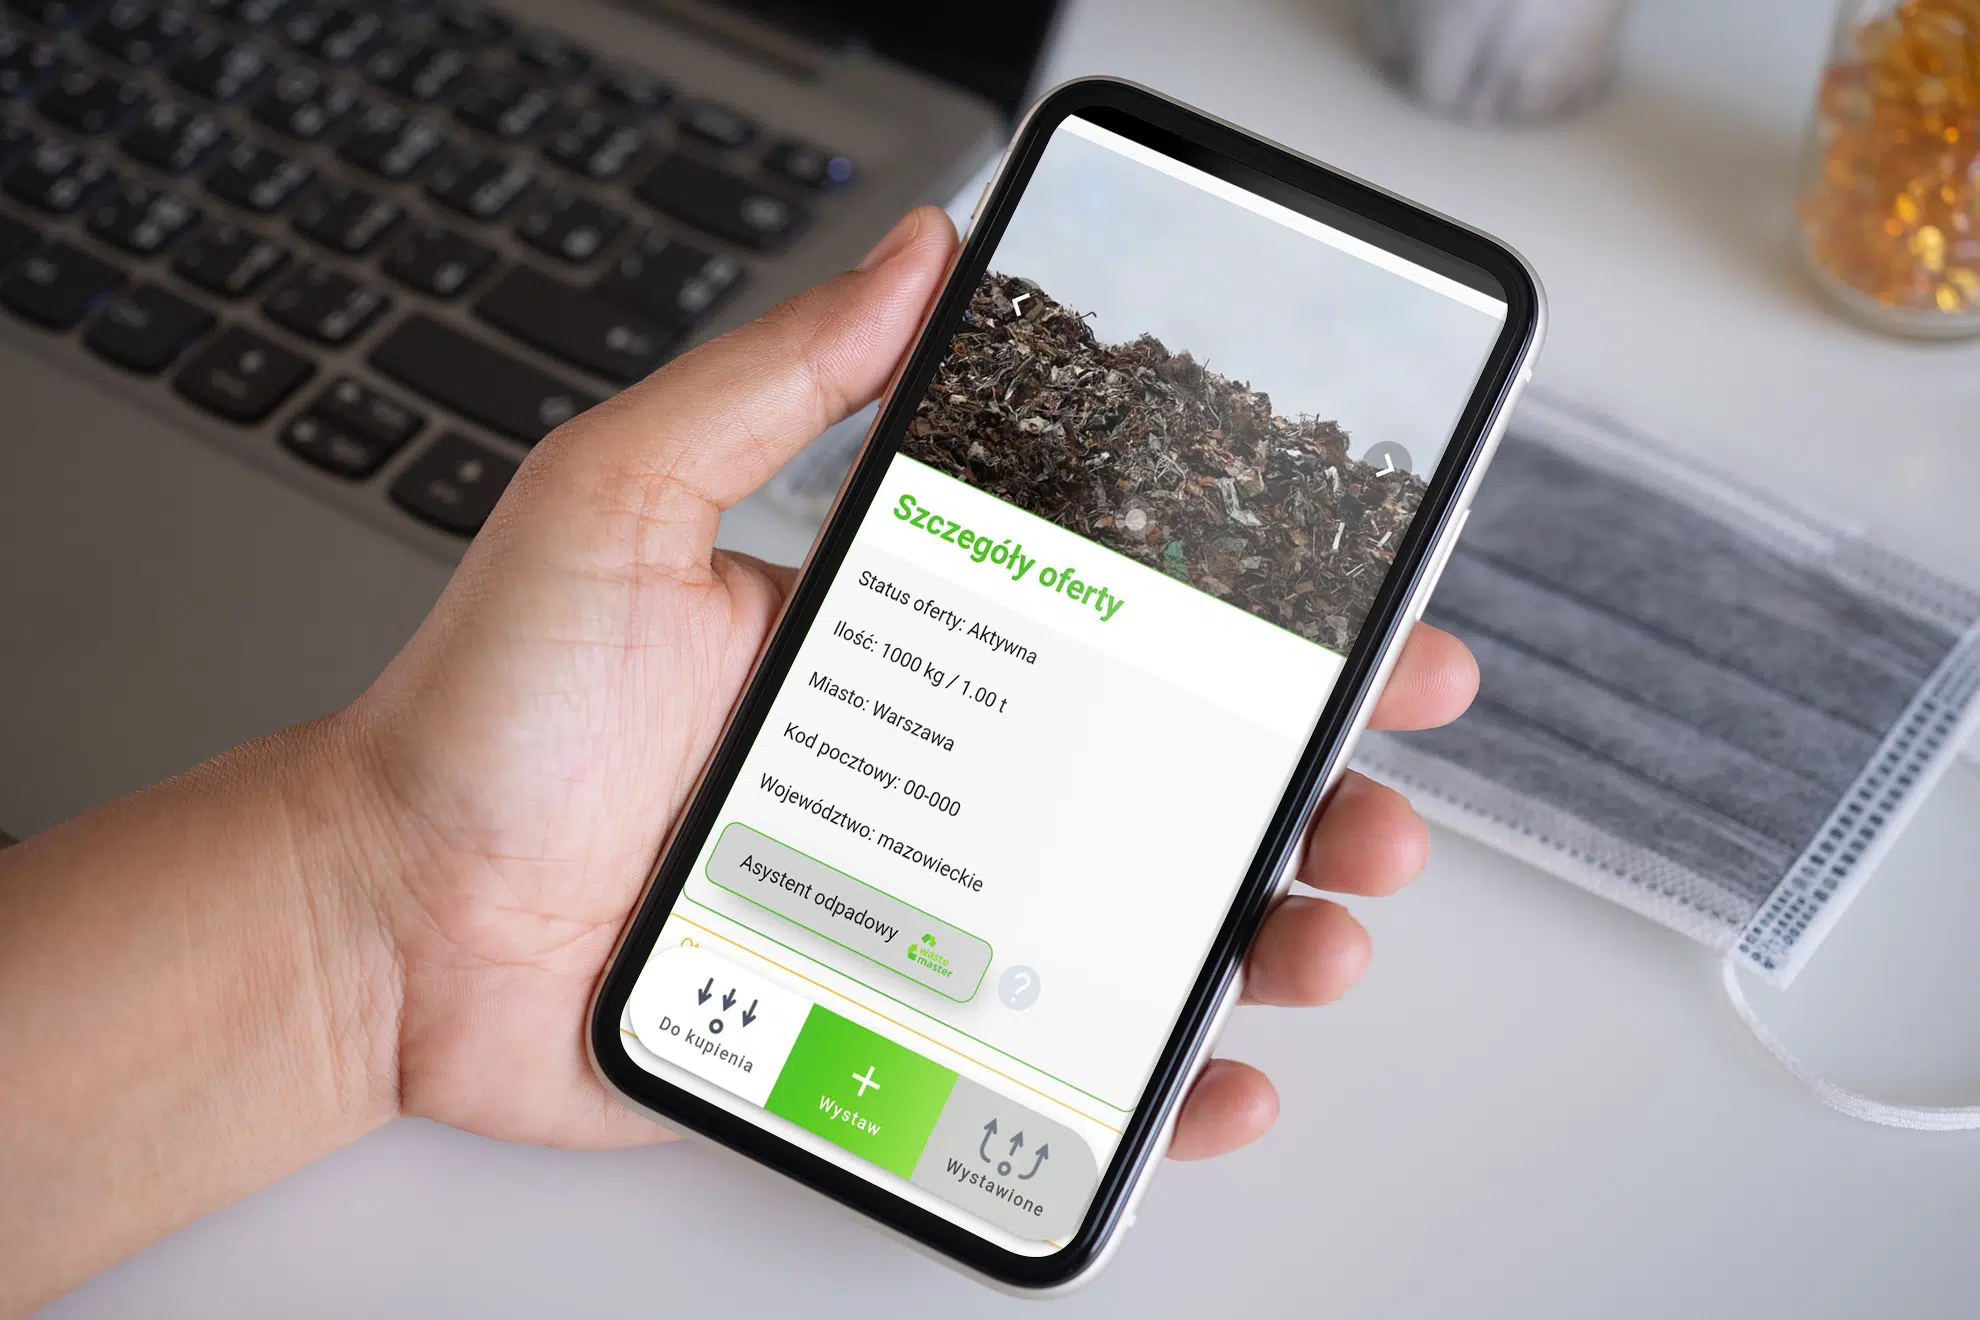 Szczegóły oferty
Status oferty: Aktywna
Ilość: 1000 kg / 1.00 t
Miasto: Warszawa
Kod pocztowy: 00-000
Województwo: mazowieckie
Asystent odpadowy
waste
master
?
Do kupienia
Wystaw
Wystawione